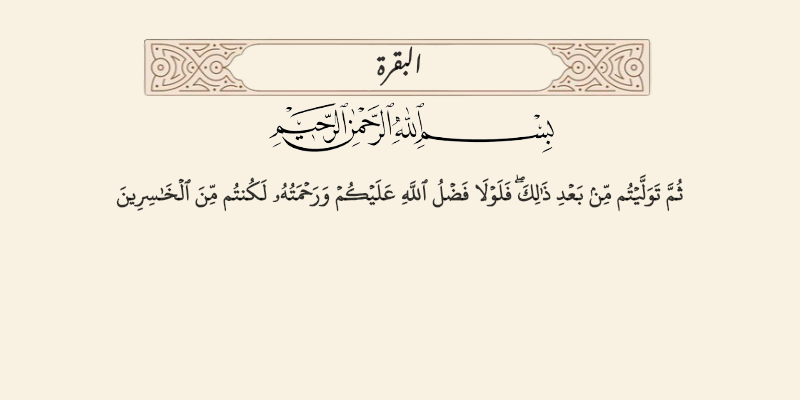 البقرة
بِسْمِ ٱللَّهِ ٱلرَّحْمَٰنِ ٱلرَّحِيمِ
ثُمَّ تَوَلَّيْتُم مِّنۢ بَعْدِ ذَٰلِكَ ۖ فَلَوْلَا فَضْلُ ٱللَّهِ عَلَيْكُمْ وَرَحْمَتُهُۥ لَكُنتُم مِّنَ ٱلْخَـٰسِرِينَ